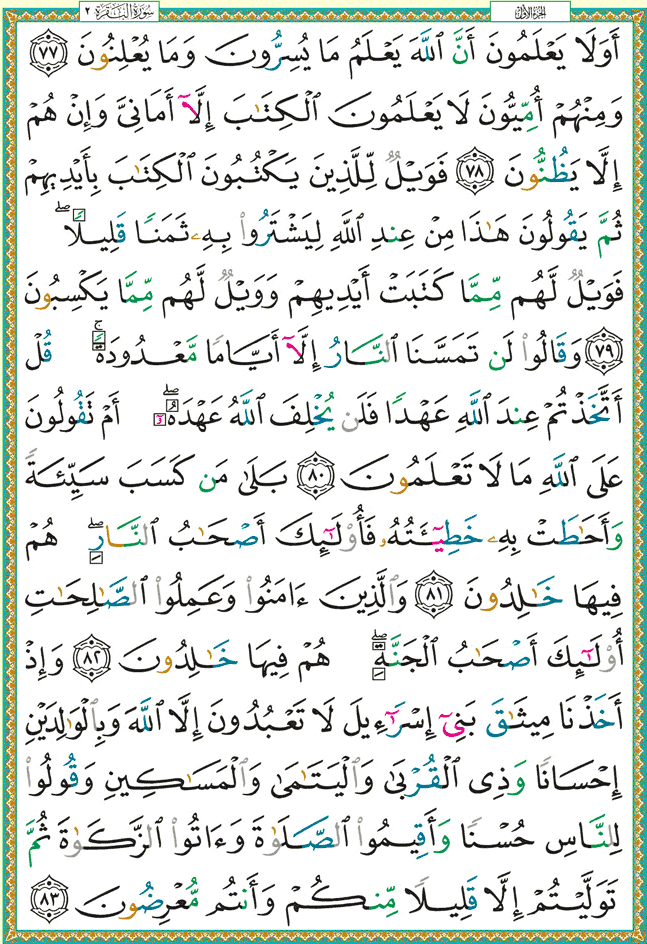 الجزء الأول
سورة البقرة ٢
أَوَلَا يَعْلَمُونَ أَنَّ ٱللَّهَ يَعْلَمُ مَا يُسِرُّونَ وَمَا يُعْلِنُونَ ٧٧
وَمِنْهُمْ أُمِّيُّونَ لَا يَعْلَمُونَ ٱلْكِتَٰبَ إِلَّآ أَمَانِىَّ وَإِنْ هُمْ
إِلَّا يَظُنُّونَ ٧٨ فَوَيْلٌ لِّلَّذِينَ يَكْتُبُونَ ٱلْكِتَٰبَ بِأَيْدِيهِمْ
ثُمَّ يَقُولُونَ هَٰذَا مِنْ عِندِ ٱللَّهِ لِيَشْتَرُوا۟ بِهِۦ ثَمَنًا قَلِيلًا ۖ
فَوَيْلٌ لَّهُم مِّمَّا كَتَبَتْ أَيْدِيهِمْ وَوَيْلٌ لَّهُم مِّمَّا يَكْسِبُونَ
٧٩ وَقَالُوا۟ لَن تَمَسَّنَا ٱلنَّارُ إِلَّآ أَيَّامًا مَّعْدُودَةً ۚ قُلْ
أَتَّخَذْتُمْ عِندَ ٱللَّهِ عَهْدًا فَلَن يُخْلِفَ ٱللَّهُ عَهْدَهُۥٓ ۖ أَمْ تَقُولُونَ
عَلَى ٱللَّهِ مَا لَا تَعْلَمُونَ ٨٠ بَلَىٰ مَن كَسَبَ سَيِّئَةً
وَأَحَٰطَتْ بِهِۦ خَطِيٓـَٔتُهُۥ فَأُو۟لَٰٓئِكَ أَصْحَٰبُ ٱلنَّارِ ۖ هُمْ
فِيهَا خَٰلِدُونَ ٨١ وَٱلَّذِينَ ءَامَنُوا۟ وَعَمِلُوا۟ ٱلصَّٰلِحَٰتِ
أُو۟لَٰٓئِكَ أَصْحَٰبُ ٱلْجَنَّةِ ۖ هُمْ فِيهَا خَٰلِدُونَ ٨٢ وَإِذْ
أَخَذْنَا مِيثَٰقَ بَنِىٓ إِسْرَٰٓءِيلَ لَا تَعْبُدُونَ إِلَّا ٱللَّهَ وَبِٱلْوَٰلِدَيْنِ
إِحْسَانًا وَذِى ٱلْقُرْبَىٰ وَٱلْيَتَٰمَىٰ وَٱلْمَسَٰكِينِ وَقُولُوا۟
لِلنَّاسِ حُسْنًا وَأَقِيمُوا۟ ٱلصَّلَوٰةَ وَءَاتُوا۟ ٱلزَّكَوٰةَ ثُمَّ
تَوَلَّيْتُمْ إِلَّا قَلِيلًا مِّنكُمْ وَأَنتُم مُّعْرِضُونَ ٨٣